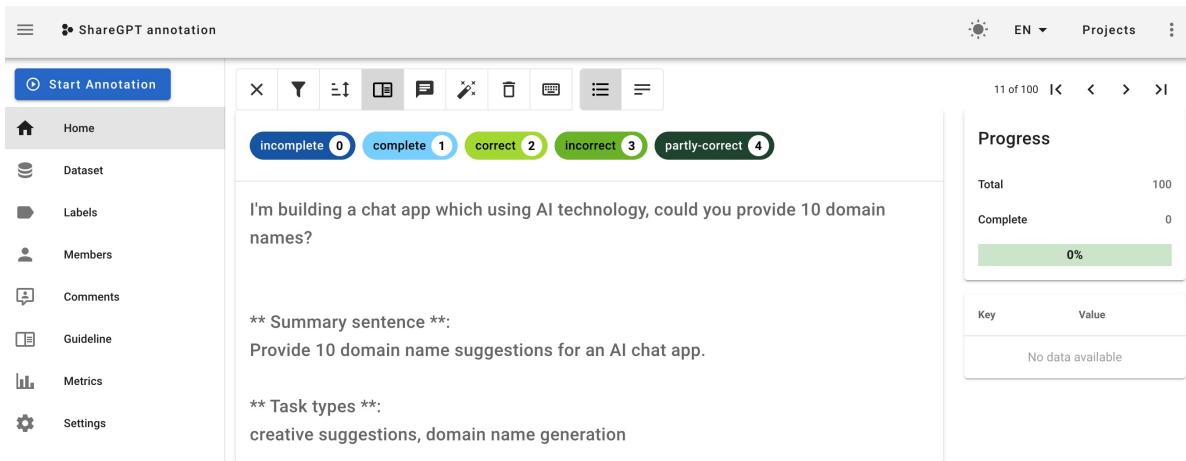 ShareGPT annotation
EN
Projects
Start Annotation
11 of 100
Home
Dataset
Labels
Members
Comments
Guideline
Metrics
Settings
incomplete 0
complete 1
correct 2
incorrect 3
partly-correct 4
I'm building a chat app which using AI technology, could you provide 10 domain
names?
** Summary sentence **:
Provide 10 domain name suggestions for an AI chat app.
** Task types **:
creative suggestions, domain name generation
Progress
Total 100
Complete 0
0%
Key Value
No data available